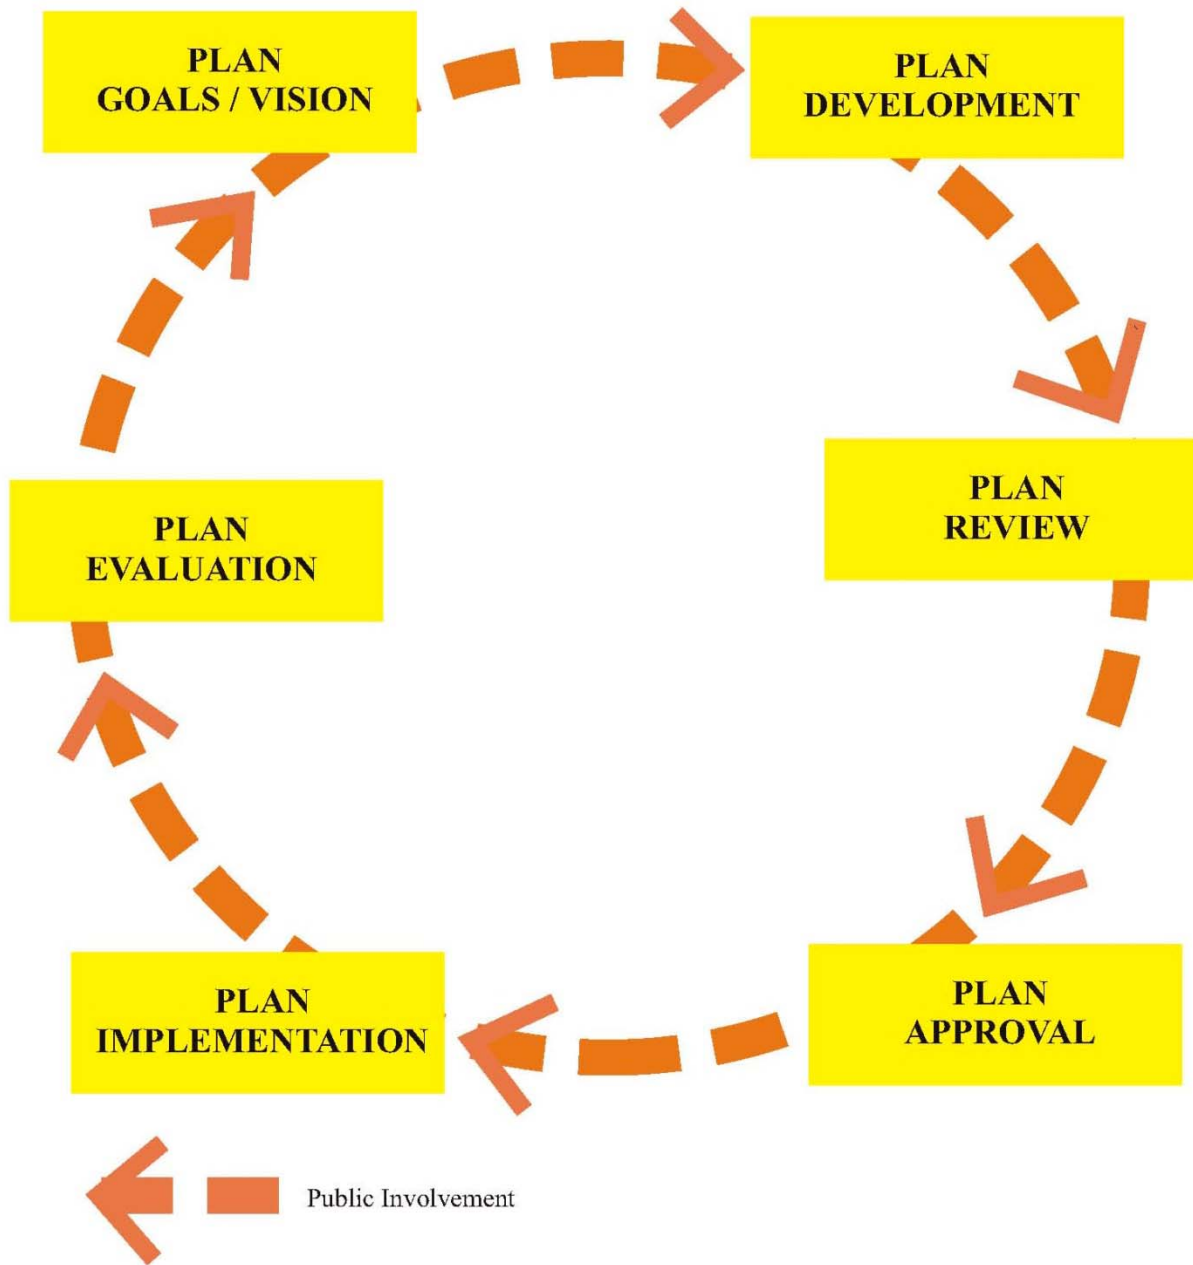 PLAN
GOALS / VISION
PLAN
DEVELOPMENT
PLAN
REVIEW
PLAN
APPROVAL
PLAN
IMPLEMENTATION
PLAN
EVALUATION
Public Involvement